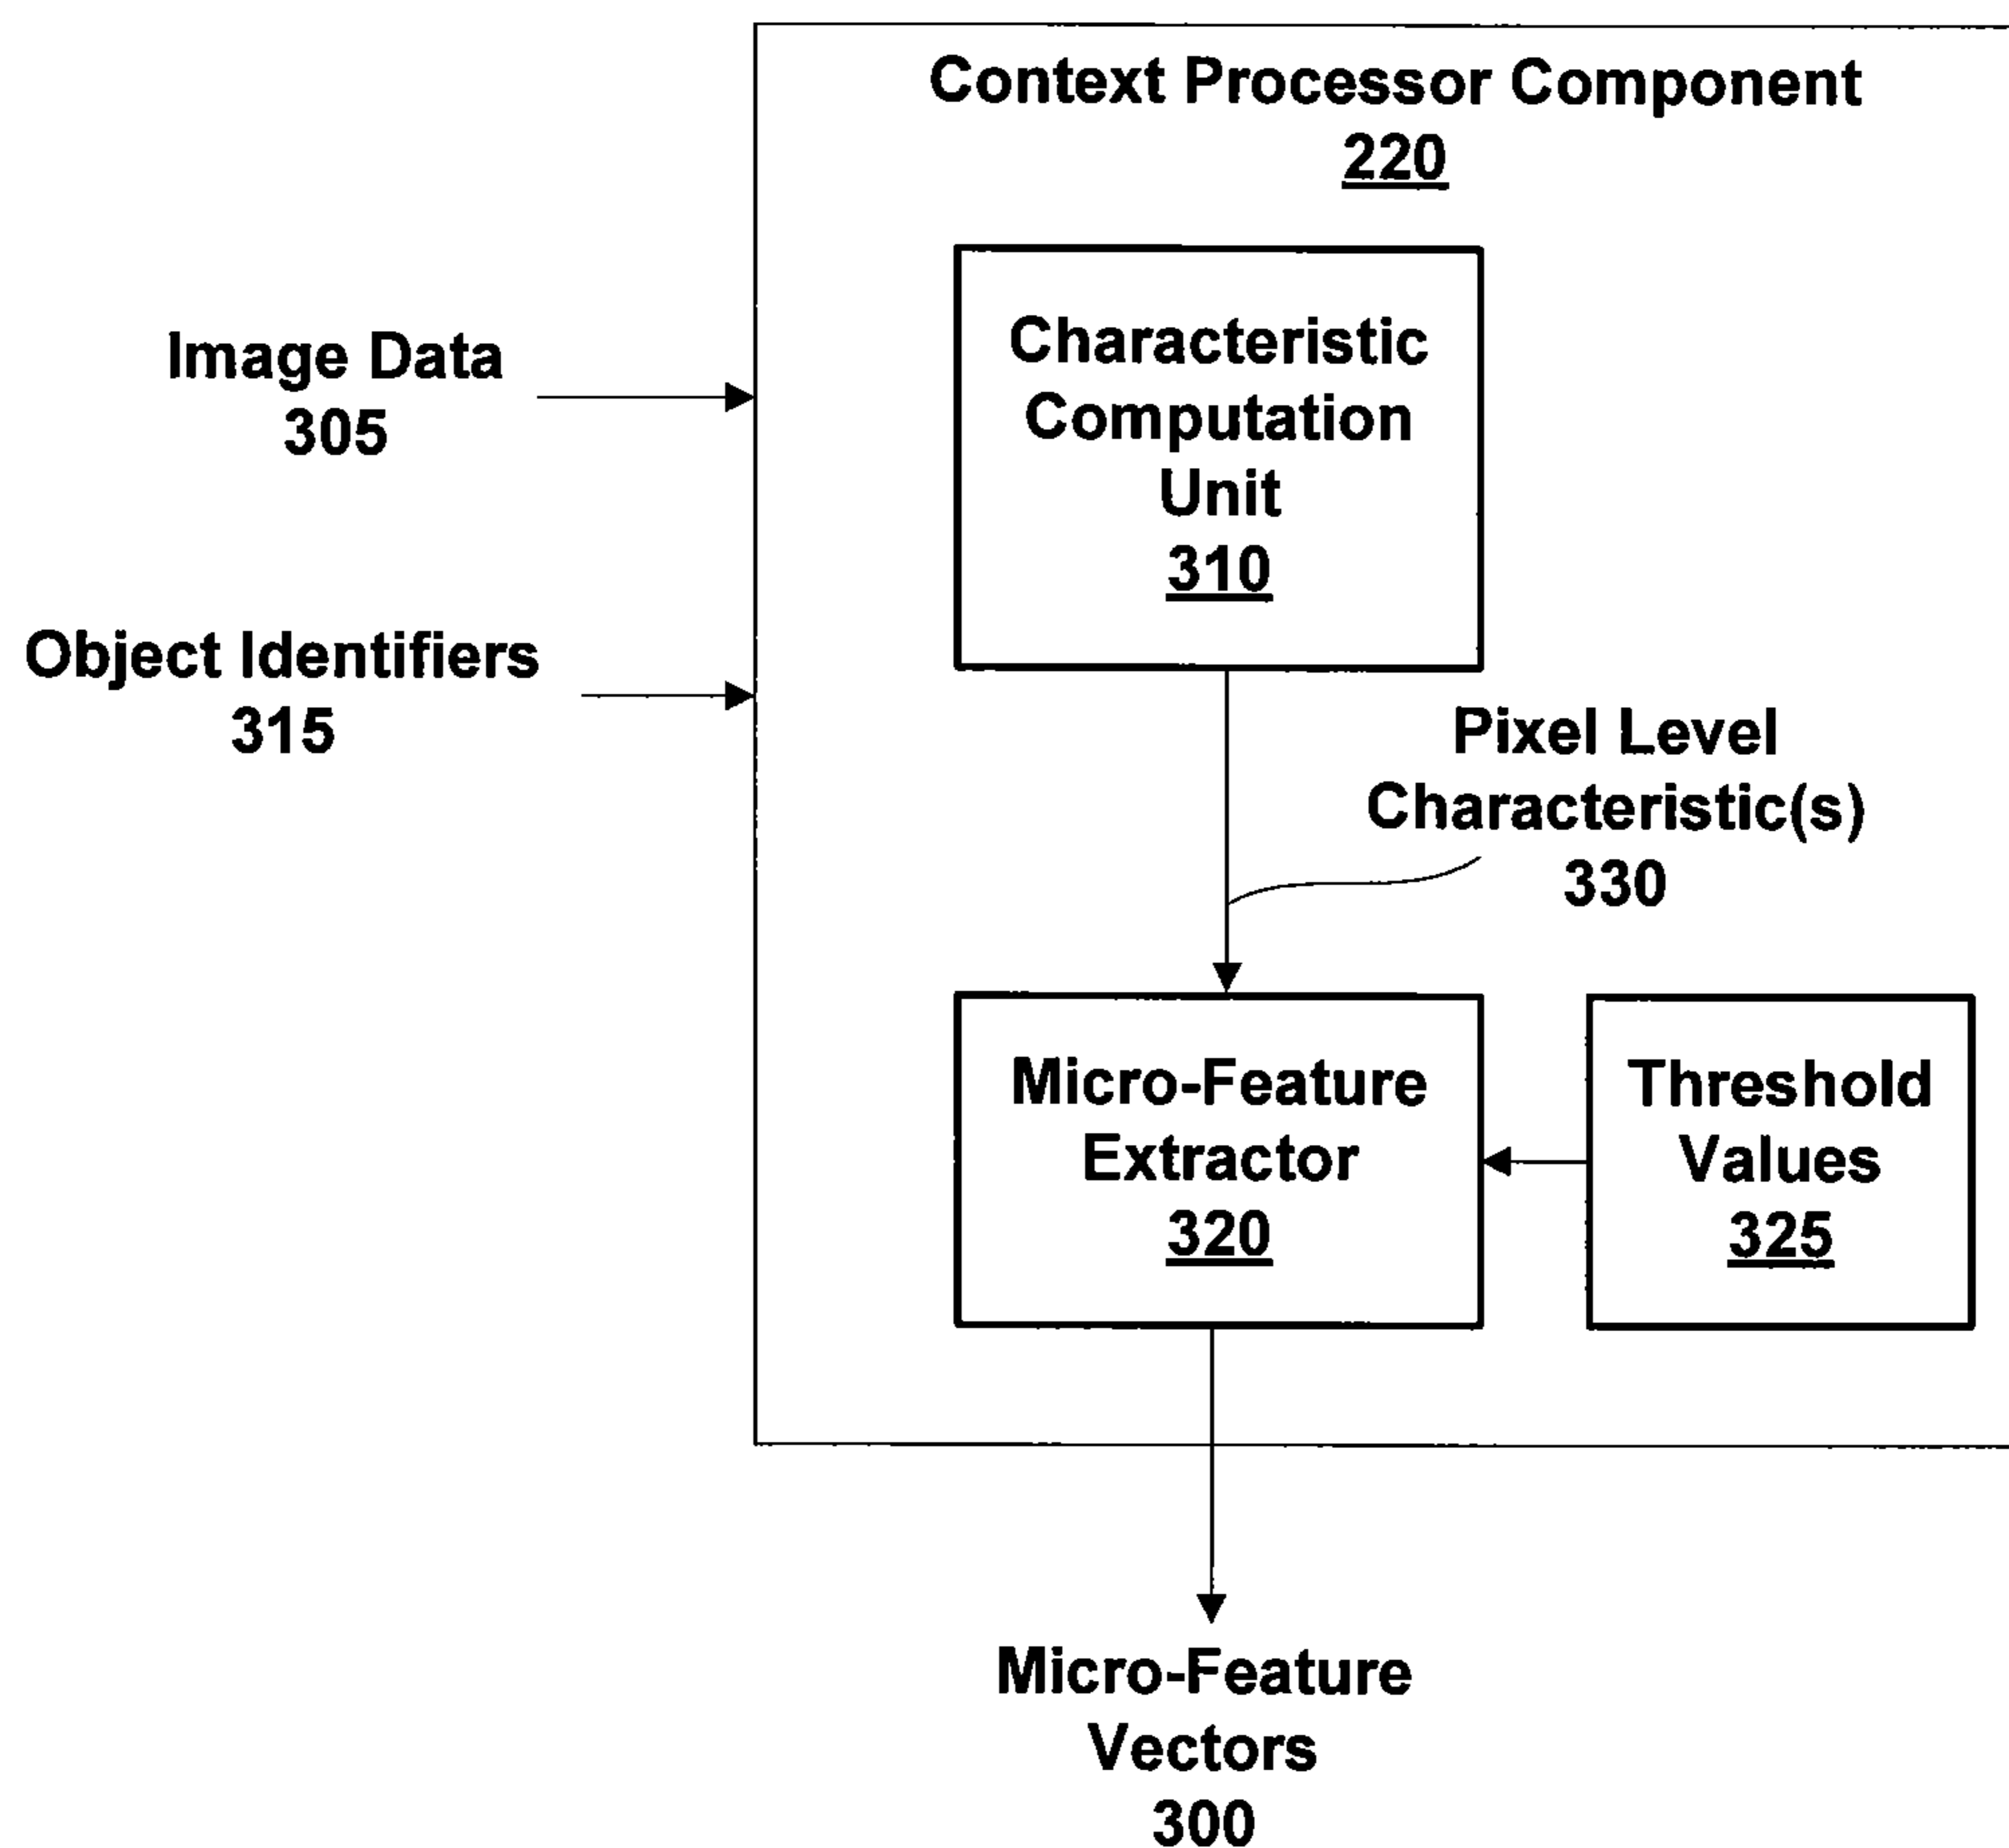 Context Processor Component
220
Characteristic
Computation
Unit
310
Image Data
305
Object Identifiers
315
Pixel Level
Characteristic(s)
330
Micro-Feature
Extractor
320
Threshold
Values
325
Micro-Feature
Vectors
300